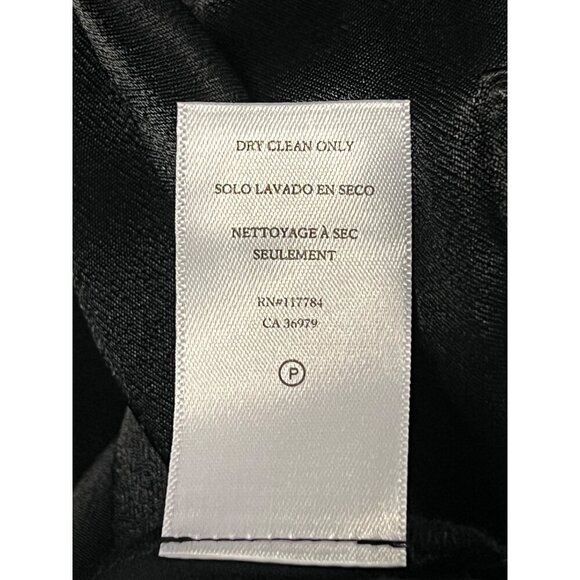 DRY CLEAN ONLY
SOLO LAVADO EN SECO
NETTOYAGE À SEC
SEULEMENT
RN#117784
CA 36979
P